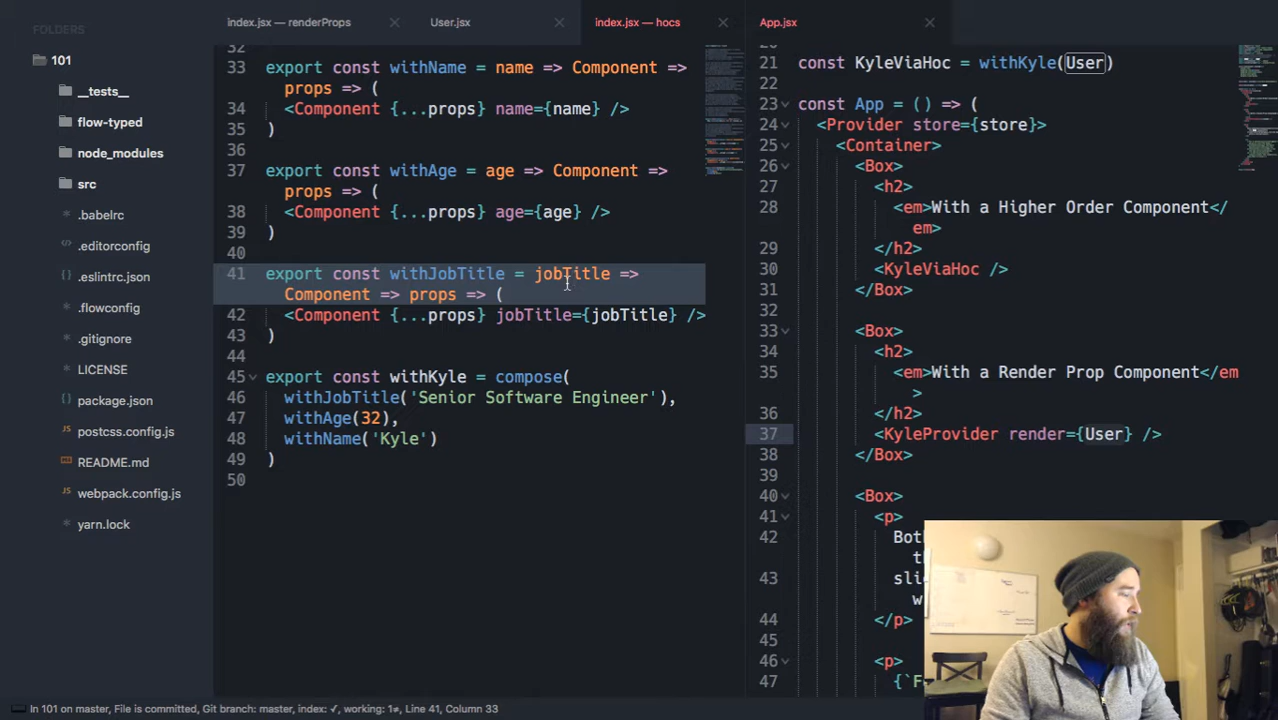 index.jsx — renderProps
User.jsx
index.jsx — hocs
App.jsx
FOLDERS
101
__tests__
flow-typed
node_modules
src
.babelrc
.editorconfig
.eslintrc.json
.flowconfig
.gitignore
LICENSE
package.json
postcss.config.js
README.md
webpack.config.js
yarn.lock
32
33 export const withName = name => Component =>
props => (
34 <Component {...props} name={name} />
35 )
36
37 export const withAge = age => Component =>
props => (
38 <Component {...props} age={age} />
39 )
40
41 export const withJobTitle = jobTitle =>
Component => props => (
42 <Component {...props} jobTitle={jobTitle} />
43 )
44
45 export const withKyle = compose(
46 withJobTitle('Senior Software Engineer'),
47 withAge(32),
48 withName('Kyle')
49 )
50
20
21 const KyleViaHoc = withKyle(User)
22
23 const App = () => (
24 <Provider store={store}>
25 <Container>
26 <Box>
27 <h2>
28 <em>With a Higher Order Component</
em>
29 </h2>
30 <KyleViaHoc />
31 </Box>
32
33 <Box>
34 <h2>
35 <em>With a Render Prop Component</em
>
36 </h2>
37 <KyleProvider render={User} />
38 </Box>
39
40 <Box>
41 <p>
42 Bot
th
43 sli
w
44 </p>
45
46 <p>
47 {`F
In 101 on master, File is committed, Git branch: master, index: ✓, working: 1≠, Line 41, Column 33